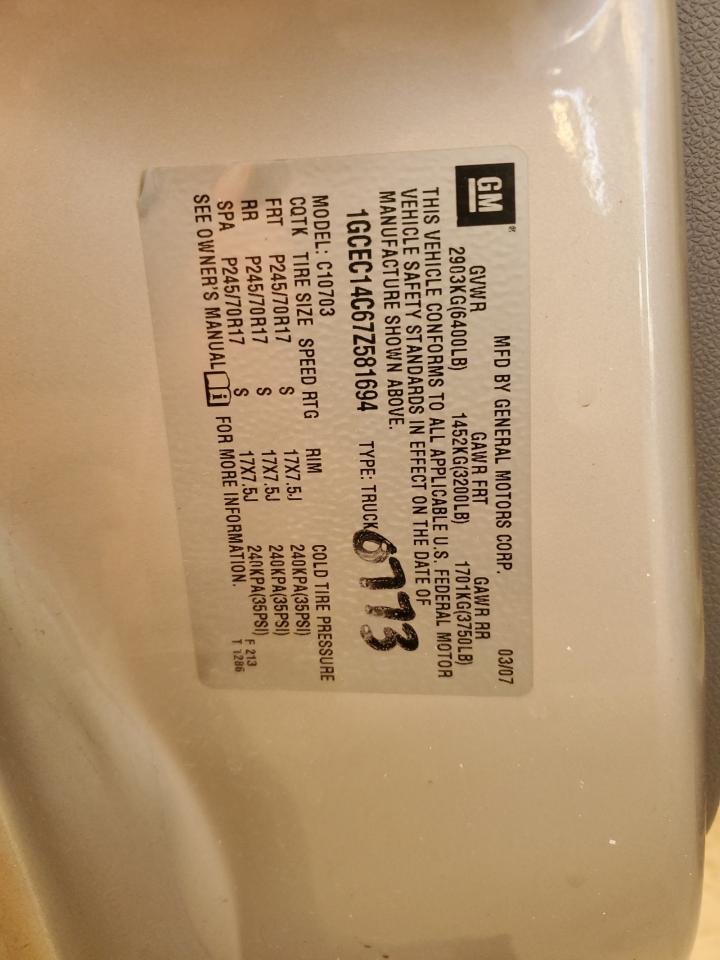 GM®
MFD BY GENERAL MOTORS CORP. 03/07
GVWR GAWR FRT GAWR RR
2903KG(6400LB) 1452KG(3200LB) 1701KG(3750LB)
THIS VEHICLE CONFORMS TO ALL APPLICABLE U.S. FEDERAL MOTOR
VEHICLE SAFETY STANDARDS IN EFFECT ON THE DATE OF
MANUFACTURE SHOWN ABOVE.
1GCEC14C67Z581694 TYPE: TRUCK
6773
MODEL: C10703
CQTK TIRE SIZE SPEED RTG RIM COLD TIRE PRESSURE
FRT P245/70R17 S 17X7.5J 240KPA(35PSI)
RR P245/70R17 S 17X7.5J 240KPA(35PSI)
SPA P245/70R17 S 17X7.5J 240KPA(35PSI)
SEE OWNER'S MANUAL i FOR MORE INFORMATION.
F 213
T 1286